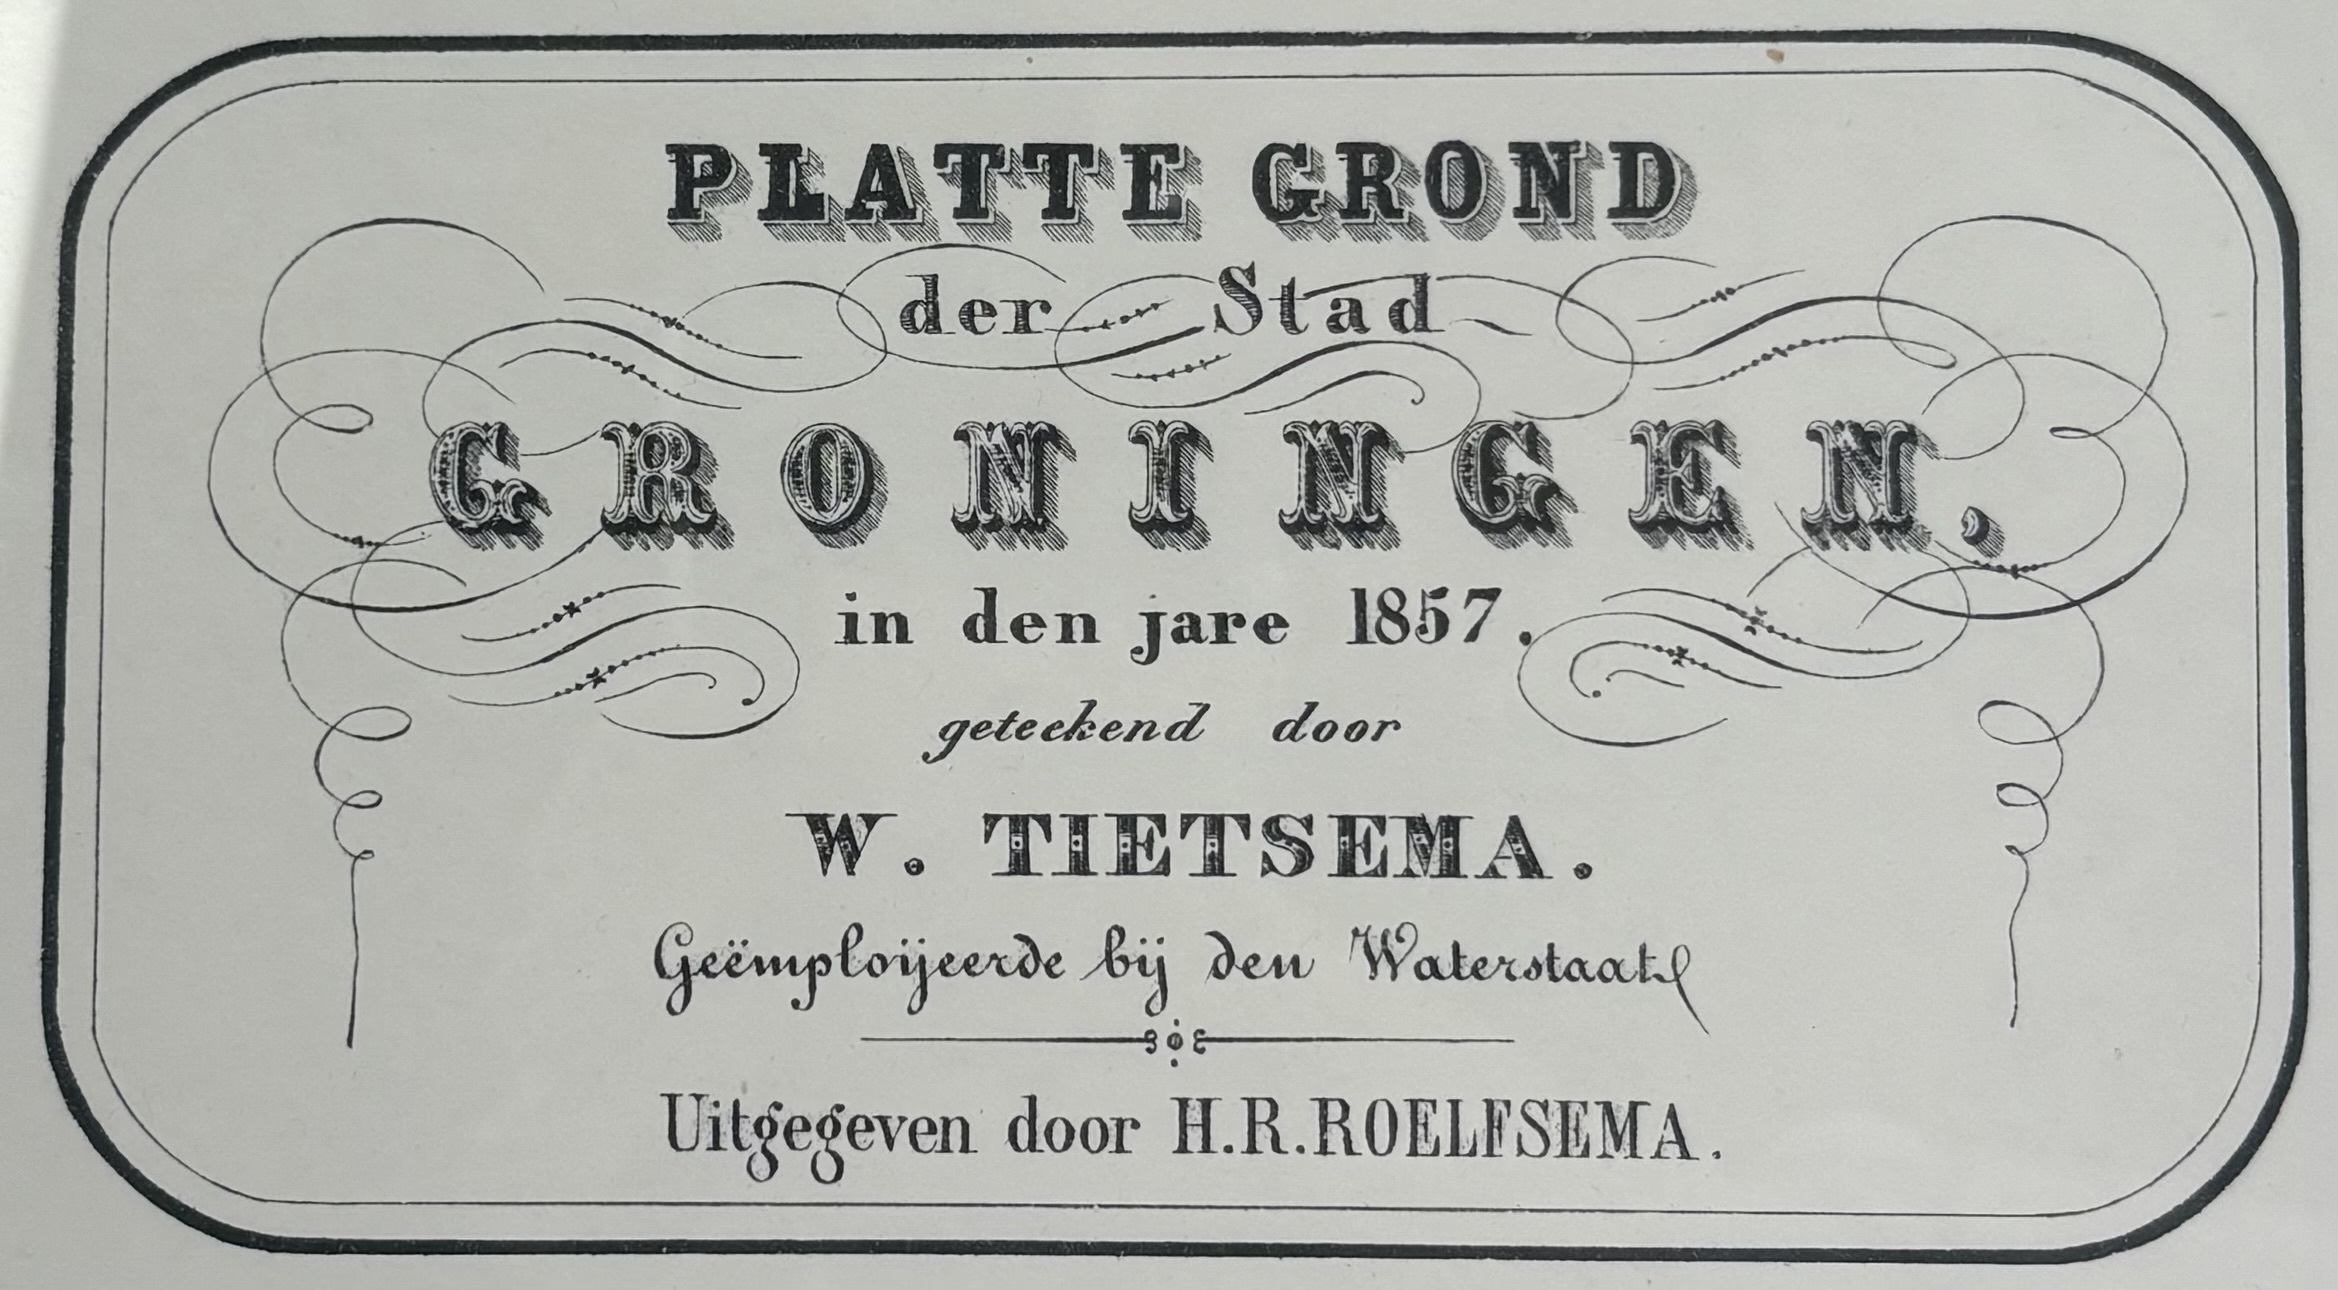 PLATTE GROND
der Stad
GRONINGEN.
in den jare 1857.
geteekend door
W. TIETSEMA.
Geëmploijeerde bij den Waterstaat
Uitgegeven door H.R.ROELFSEMA.